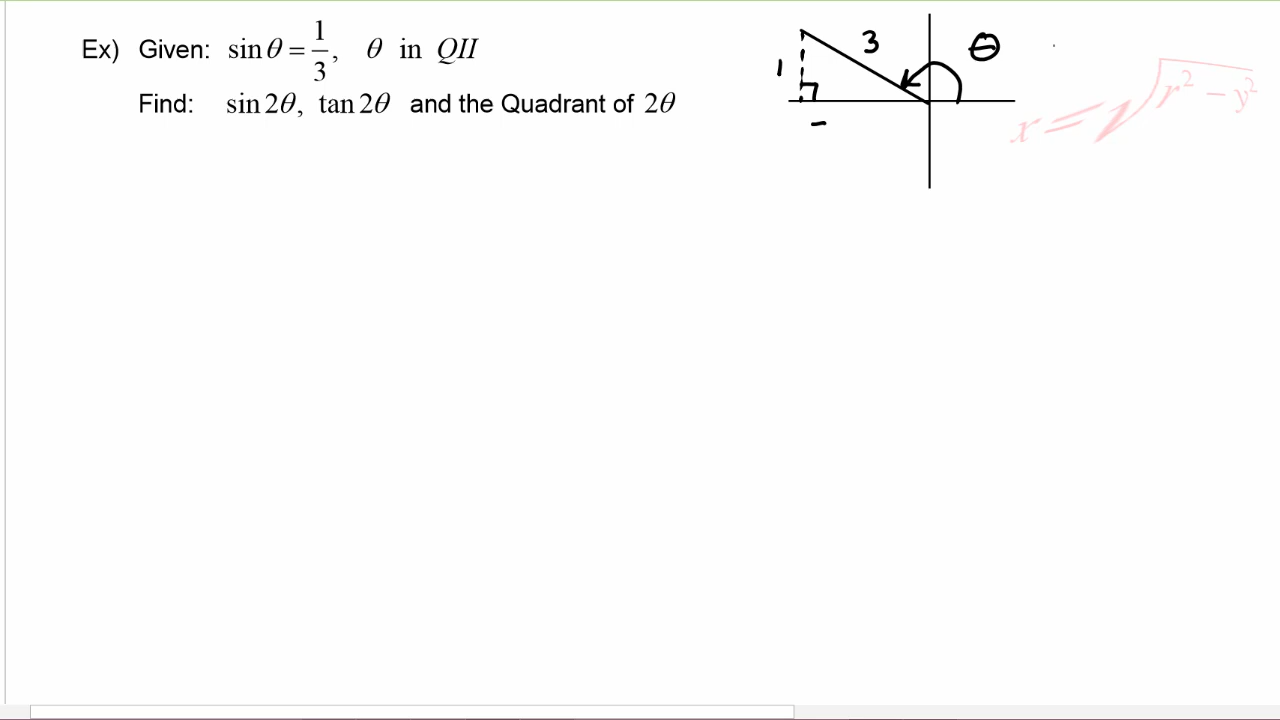 Ex) Given: sin θ = 1/3, θ in QII
Find: sin 2θ, tan 2θ and the Quadrant of 2θ
3
θ
1
−
x = √(r² − y²)